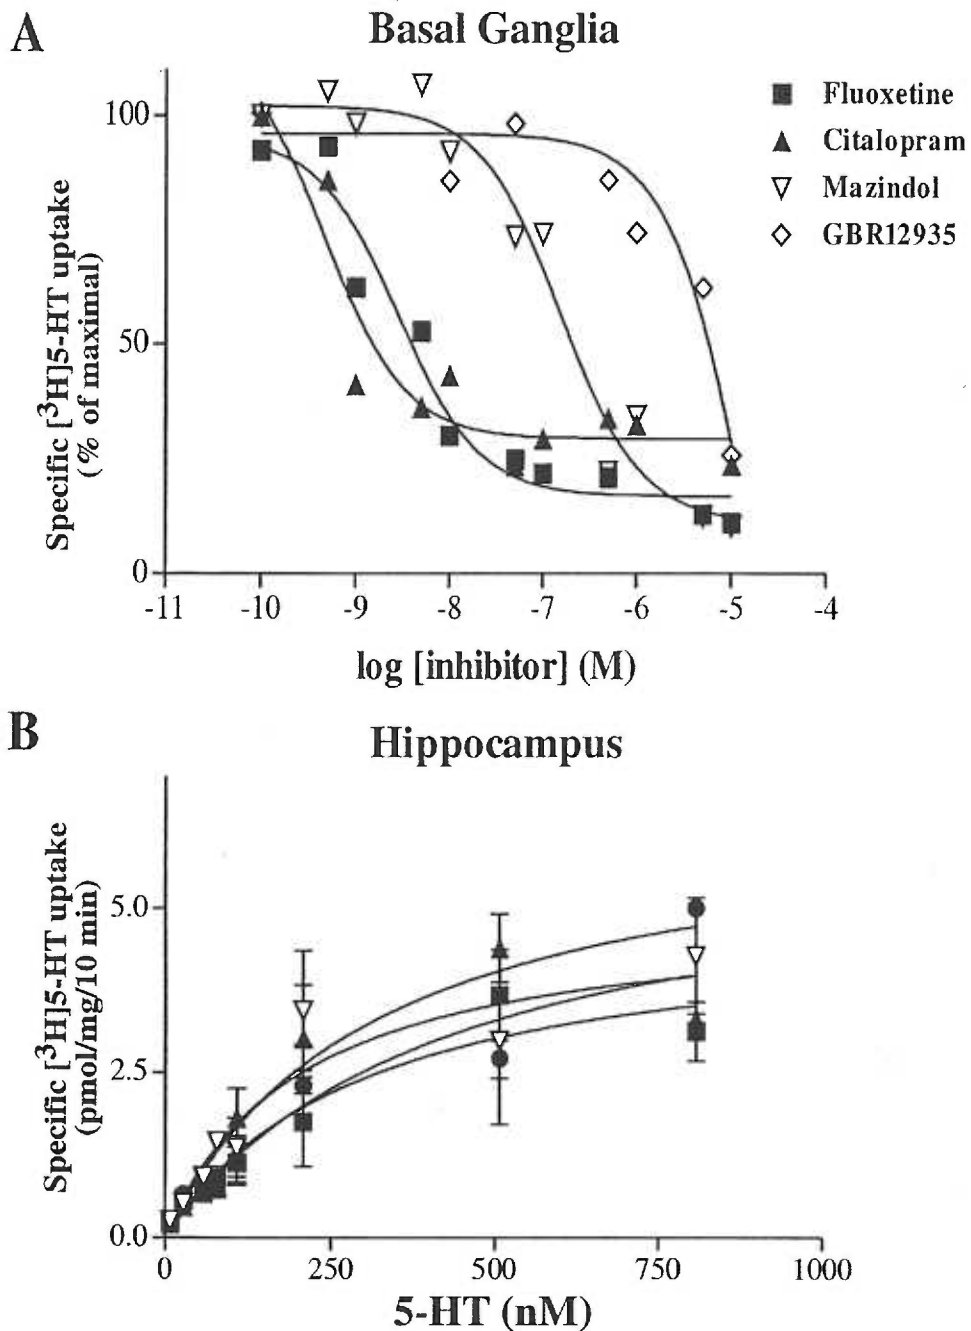 A
Basal Ganglia
Fluoxetine
Citalopram
Mazindol
GBR12935
Specific [³H]5-HT uptake
(% of maximal)
100
50
0
-11 -10 -9 -8 -7 -6 -5 -4
log [inhibitor] (M)
B
Hippocampus
Specific [³H]5-HT uptake
(pmol/mg/10 min)
5.0
2.5
0.0
0 250 500 750 1000
5-HT (nM)